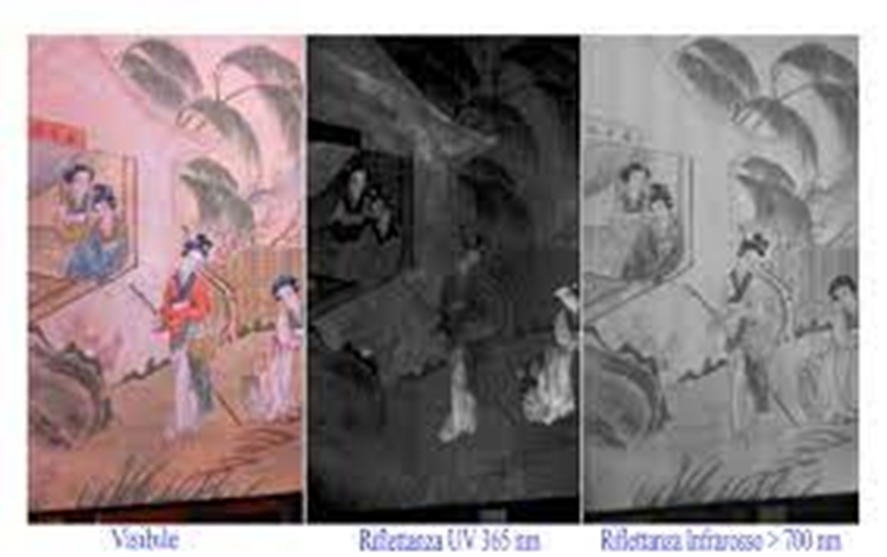 Visibile
Riflettanza UV 365 nm
Riflettanza Infrarosso > 700 nm